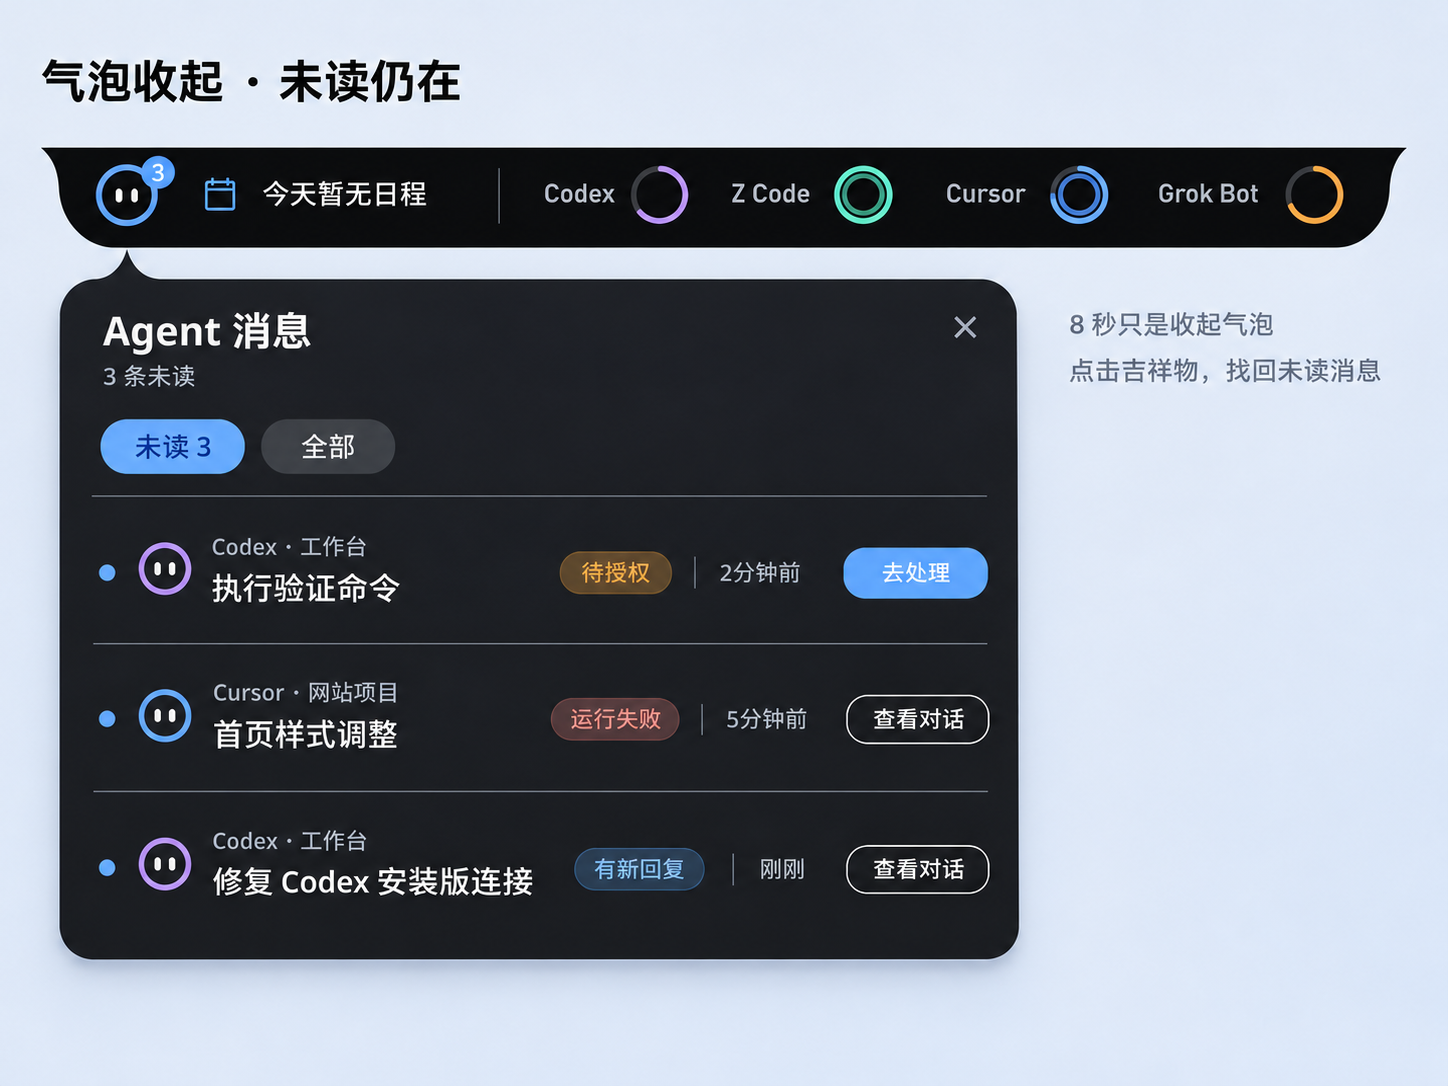 气泡收起 · 未读仍在
3
今天暂无日程
Codex
Z Code
Cursor
Grok Bot
Agent 消息
3 条未读
未读 3
全部
Codex · 工作台
执行验证命令
待授权
2分钟前
去处理
Cursor · 网站项目
首页样式调整
运行失败
5分钟前
查看对话
Codex · 工作台
修复 Codex 安装版连接
有新回复
刚刚
查看对话
8 秒只是收起气泡
点击吉祥物，找回未读消息